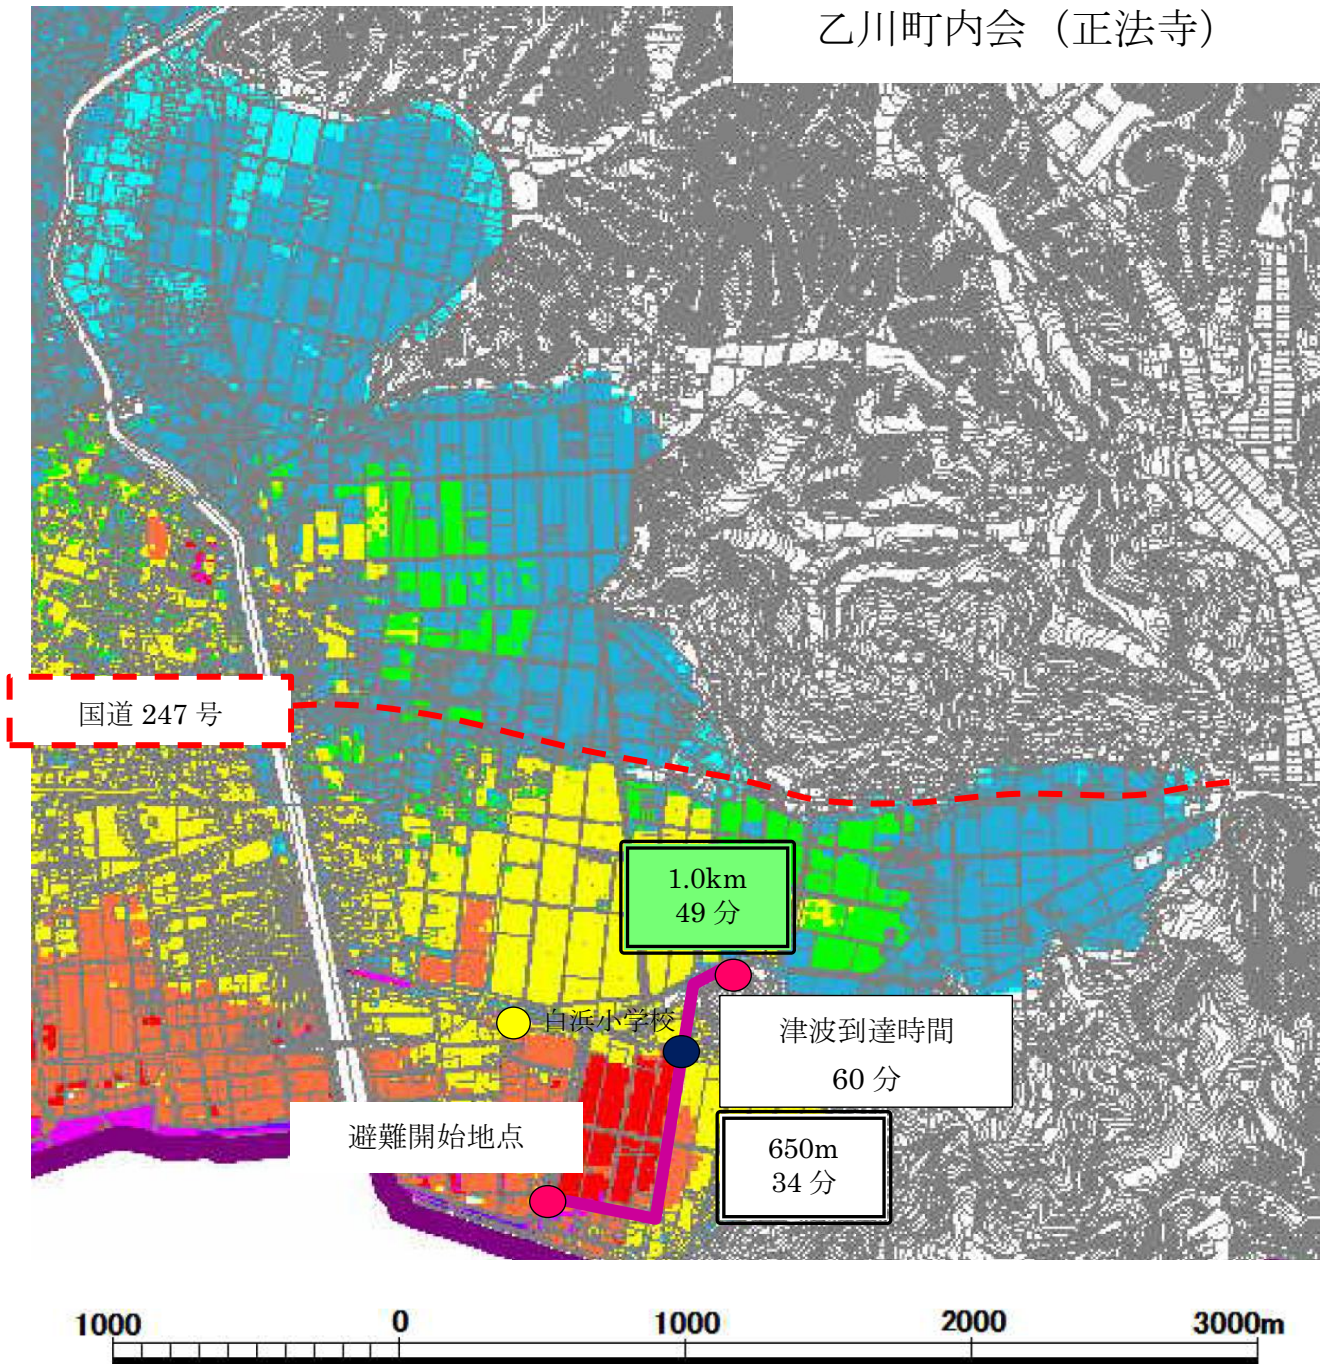 乙川町内会（正法寺）
国道 247 号
1.0km
49 分
白浜小学校
津波到達時間
60 分
避難開始地点
650m
34 分
1000 0 1000 2000 3000m